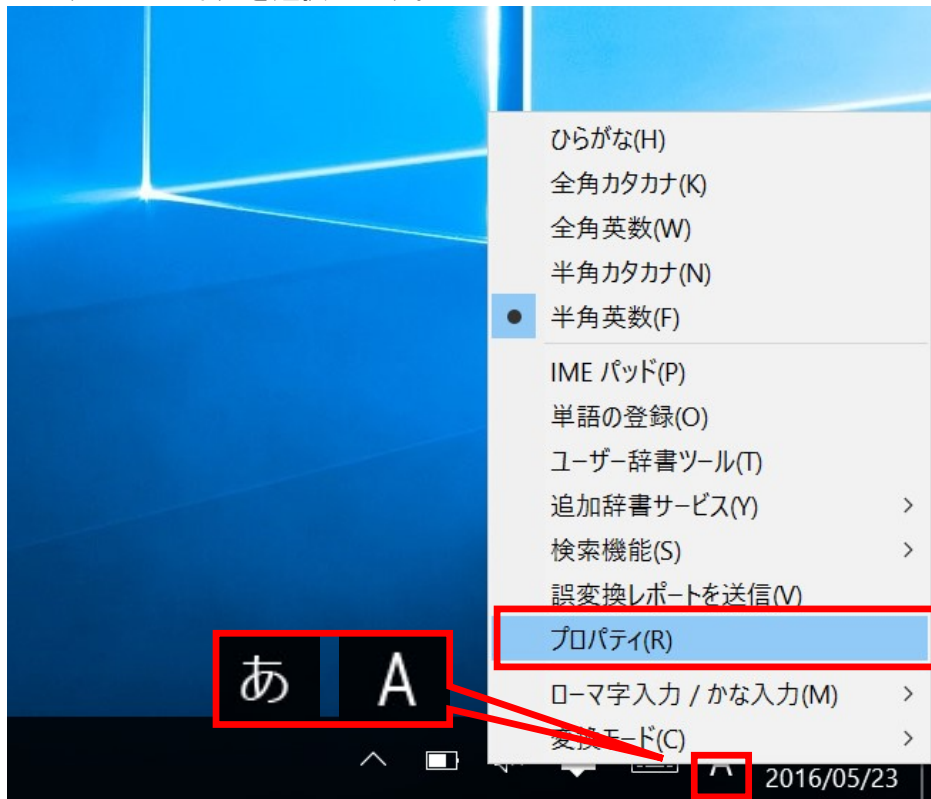 ひらがな(H)
全角カタカナ(K)
全角英数(W)
半角カタカナ(N)
半角英数(F)
IME パッド(P)
単語の登録(O)
ユーザー辞書ツール(T)
追加辞書サービス(Y)
検索機能(S)
誤変換レポートを送信(V)
プロパティ(R)
あ A
ローマ字入力 / かな入力(M)
変換モード(C)
A
2016/05/23